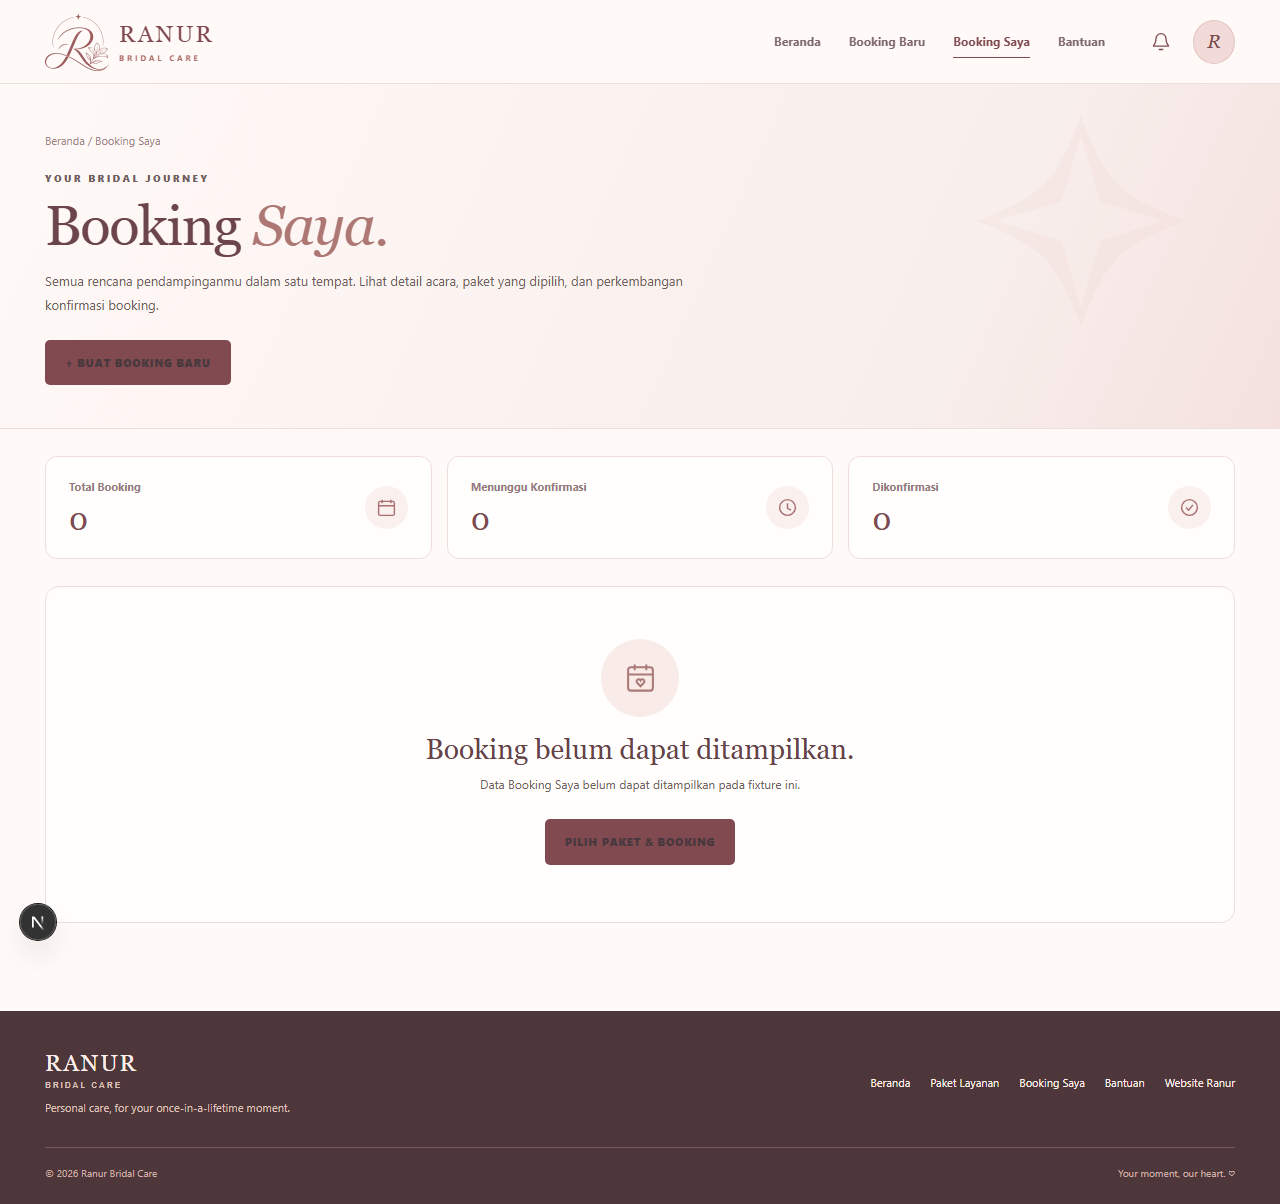 RANUR
BRIDAL CARE
Beranda
Booking Baru
Booking Saya
Bantuan
R
Beranda / Booking Saya
YOUR BRIDAL JOURNEY
Booking Saya.
Semua rencana pendampinganmu dalam satu tempat. Lihat detail acara, paket yang dipilih, dan perkembangan
konfirmasi booking.
+ BUAT BOOKING BARU
Total Booking
0
Menunggu Konfirmasi
0
Dikonfirmasi
0
Booking belum dapat ditampilkan.
Data Booking Saya belum dapat ditampilkan pada fixture ini.
PILIH PAKET & BOOKING
N
RANUR
BRIDAL CARE
Personal care, for your once-in-a-lifetime moment.
Beranda
Paket Layanan
Booking Saya
Bantuan
Website Ranur
© 2026 Ranur Bridal Care
Your moment, our heart. ♡